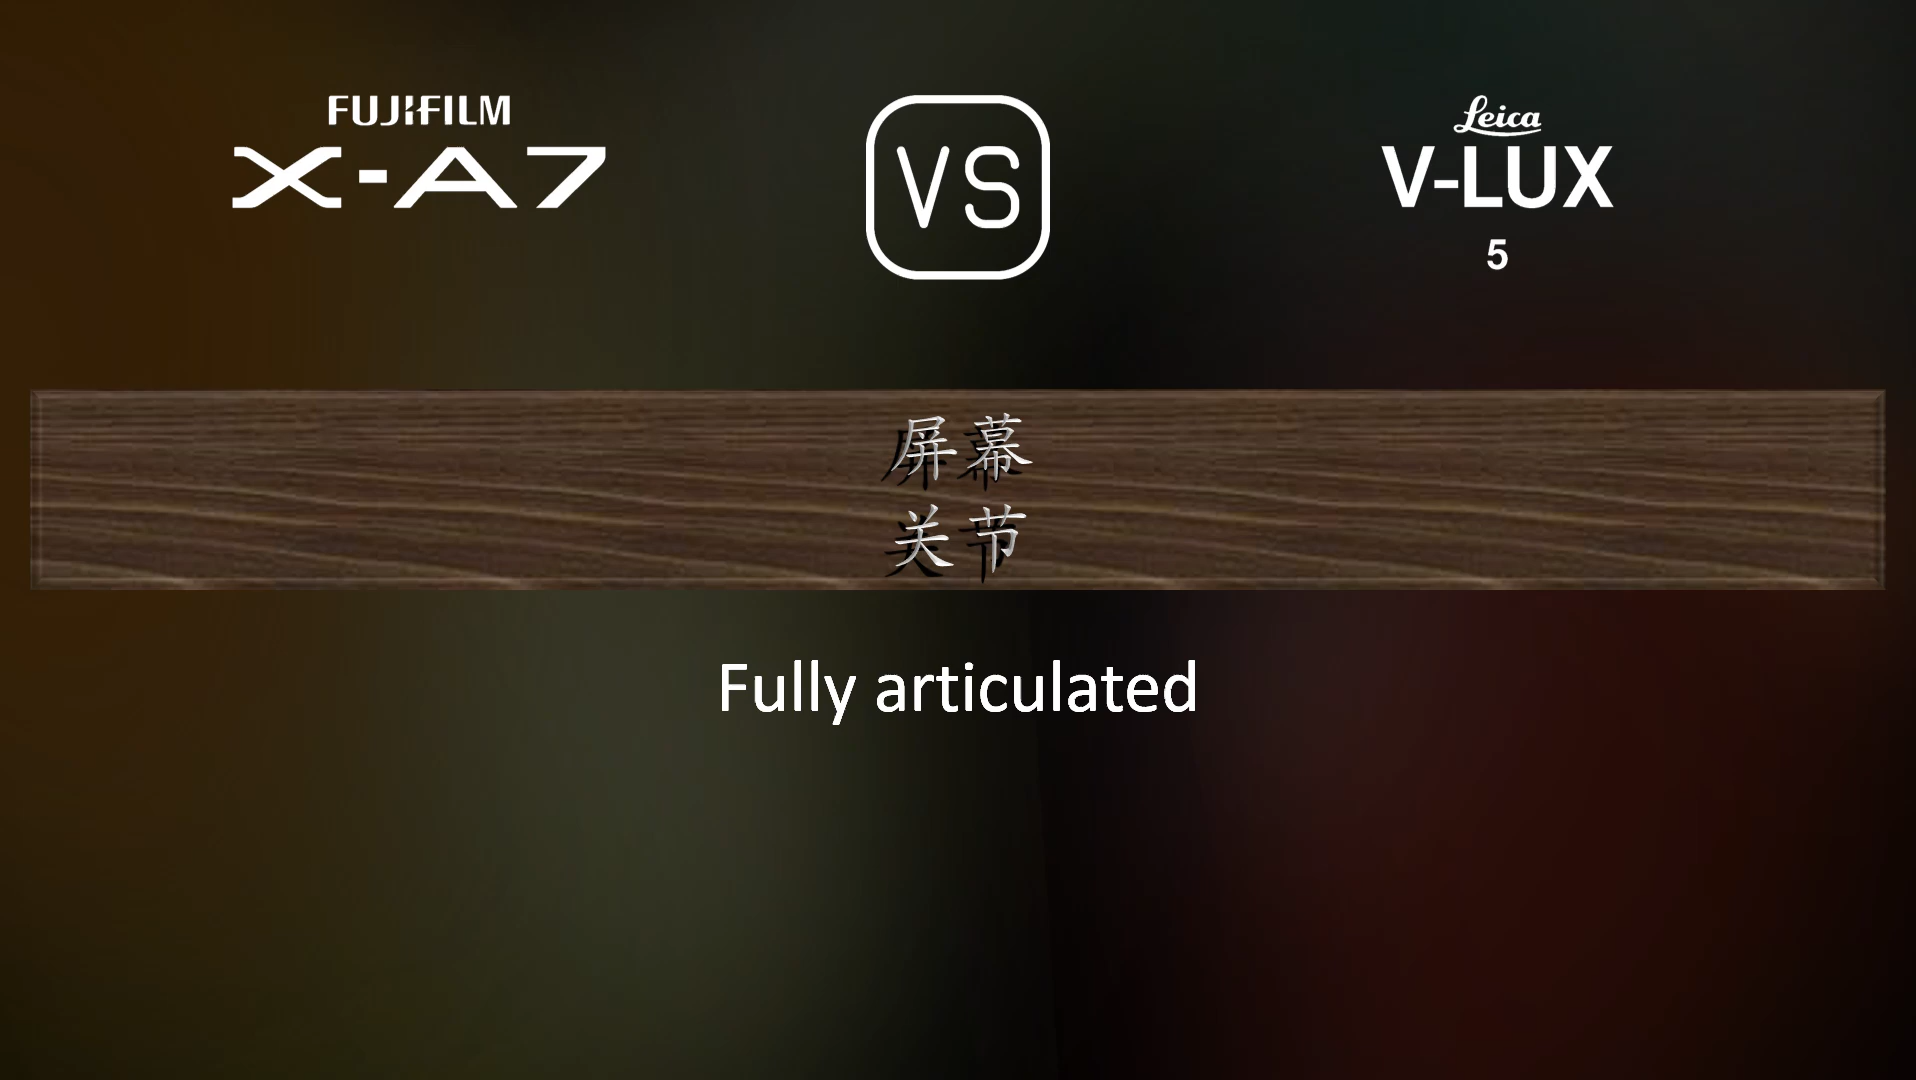 FUJIFILM
X-A7
VS
Leica
V-LUX
5
屏幕
关节
Fully articulated